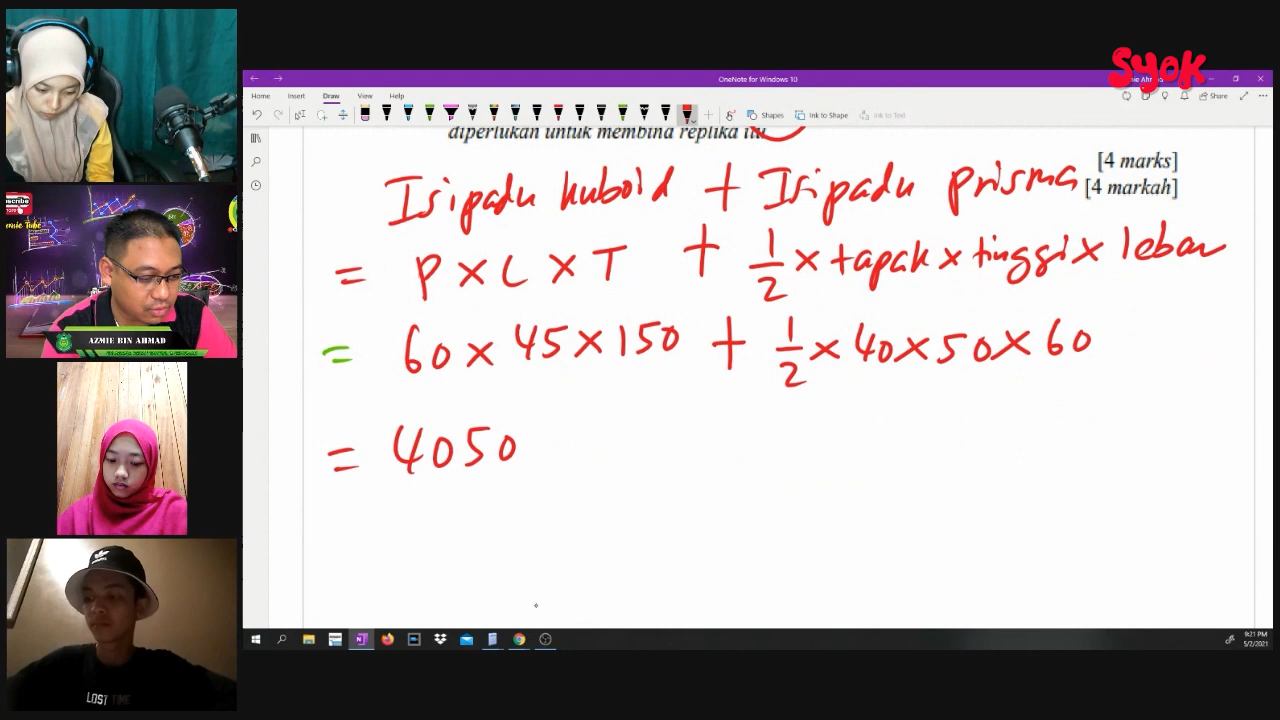 SYOK
OneNote for Windows 10
Home Insert Draw View Help
Shapes Ink to Shape Ink to Text Share
diperlukan untuk membina replika itu
[4 marks]
[4 markah]
Isipadu kuboid + Isipadu prisma
= P × L × T + 1/2 × tapak × tinggi × lebar
= 60 × 45 × 150 + 1/2 × 40 × 50 × 60
= 4050
AZMIE BIN AHMAD
LOST TIME
9:21 PM
5/2/2021